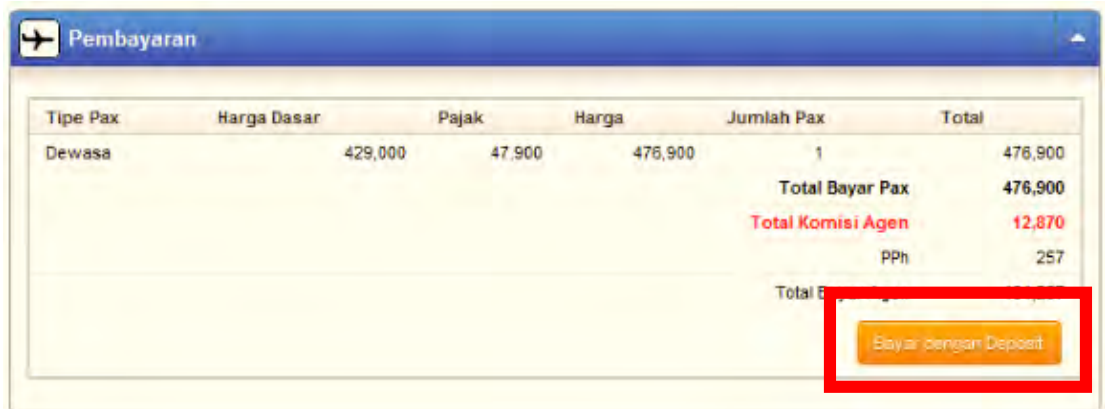 Pembayaran
Tipe Pax Harga Dasar Pajak Harga Jumlah Pax Total
Dewasa 429,000 47,900 476,900 1 476,900
Total Bayar Pax 476,900
Total Komisi Agen 12,870
PPh 257
Total
Bayar dengan Deposit